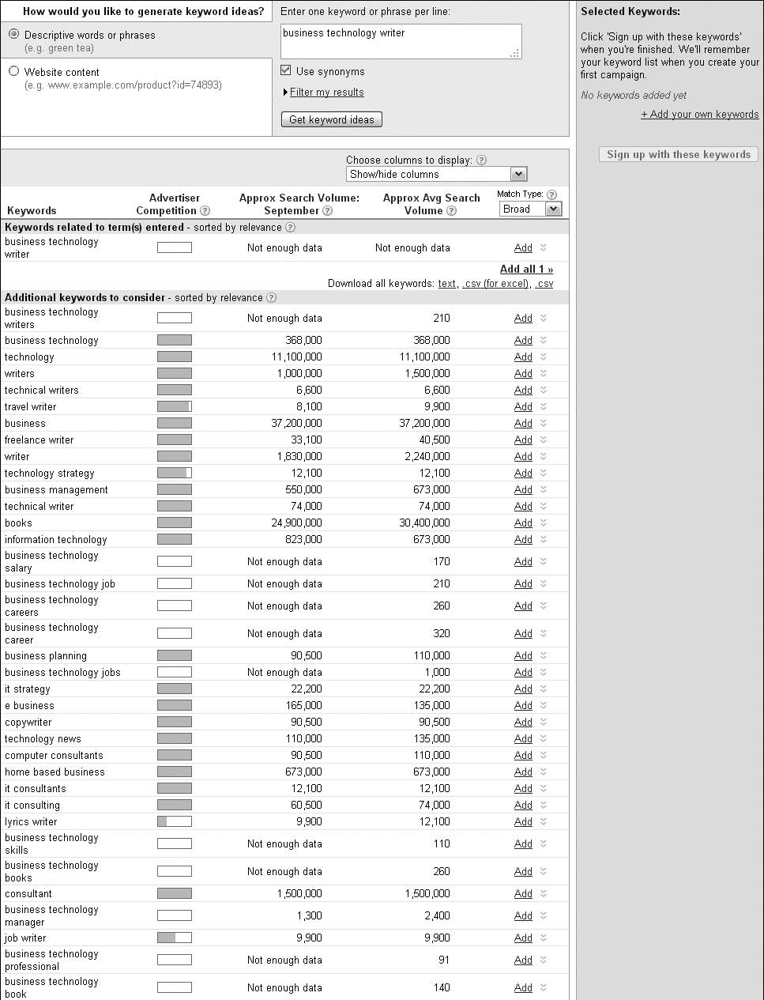 How would you like to generate keyword ideas?
Descriptive words or phrases
(e.g. green tea)
Website content
(e.g. www.example.com/product?id=74893)
Enter one keyword or phrase per line:
business technology writer
Use synonyms
Filter my results
Get keyword ideas
Selected Keywords:
Click 'Sign up with these keywords'
when you're finished. We'll remember
your keyword list when you create your
first campaign.
No keywords added yet
+ Add your own keywords
Sign up with these keywords
Choose columns to display: ?
Show/hide columns
Keywords
Advertiser
Competition ?
Approx Search Volume:
September ?
Approx Avg Search
Volume ?
Match Type: ?
Broad
Keywords related to term(s) entered - sorted by relevance ?
business technology
writer
Not enough data Not enough data Add
Add all 1 »
Download all keywords: text, .csv (for excel), .csv
Additional keywords to consider - sorted by relevance ?
business technology
writers
Not enough data 210 Add
business technology 368,000 368,000 Add
technology 11,100,000 11,100,000 Add
writers 1,000,000 1,500,000 Add
technical writers 6,600 6,600 Add
travel writer 8,100 9,900 Add
business 37,200,000 37,200,000 Add
freelance writer 33,100 40,500 Add
writer 1,830,000 2,240,000 Add
technology strategy 12,100 12,100 Add
business management 550,000 673,000 Add
technical writer 74,000 74,000 Add
books 24,900,000 30,400,000 Add
information technology 823,000 673,000 Add
business technology
salary
Not enough data 170 Add
business technology job Not enough data 210 Add
business technology
careers
Not enough data 260 Add
business technology
career
Not enough data 320 Add
business planning 90,500 110,000 Add
business technology jobs Not enough data 1,000 Add
it strategy 22,200 22,200 Add
e business 165,000 135,000 Add
copywriter 90,500 90,500 Add
technology news 110,000 135,000 Add
computer consultants 90,500 110,000 Add
home based business 673,000 673,000 Add
it consultants 12,100 12,100 Add
it consulting 60,500 74,000 Add
lyrics writer 9,900 12,100 Add
business technology
skills
Not enough data 110 Add
business technology
books
Not enough data 260 Add
consultant 1,500,000 1,500,000 Add
business technology
manager
1,300 2,400 Add
job writer 9,900 9,900 Add
business technology
professional
Not enough data 91 Add
business technology
book
Not enough data 140 Add